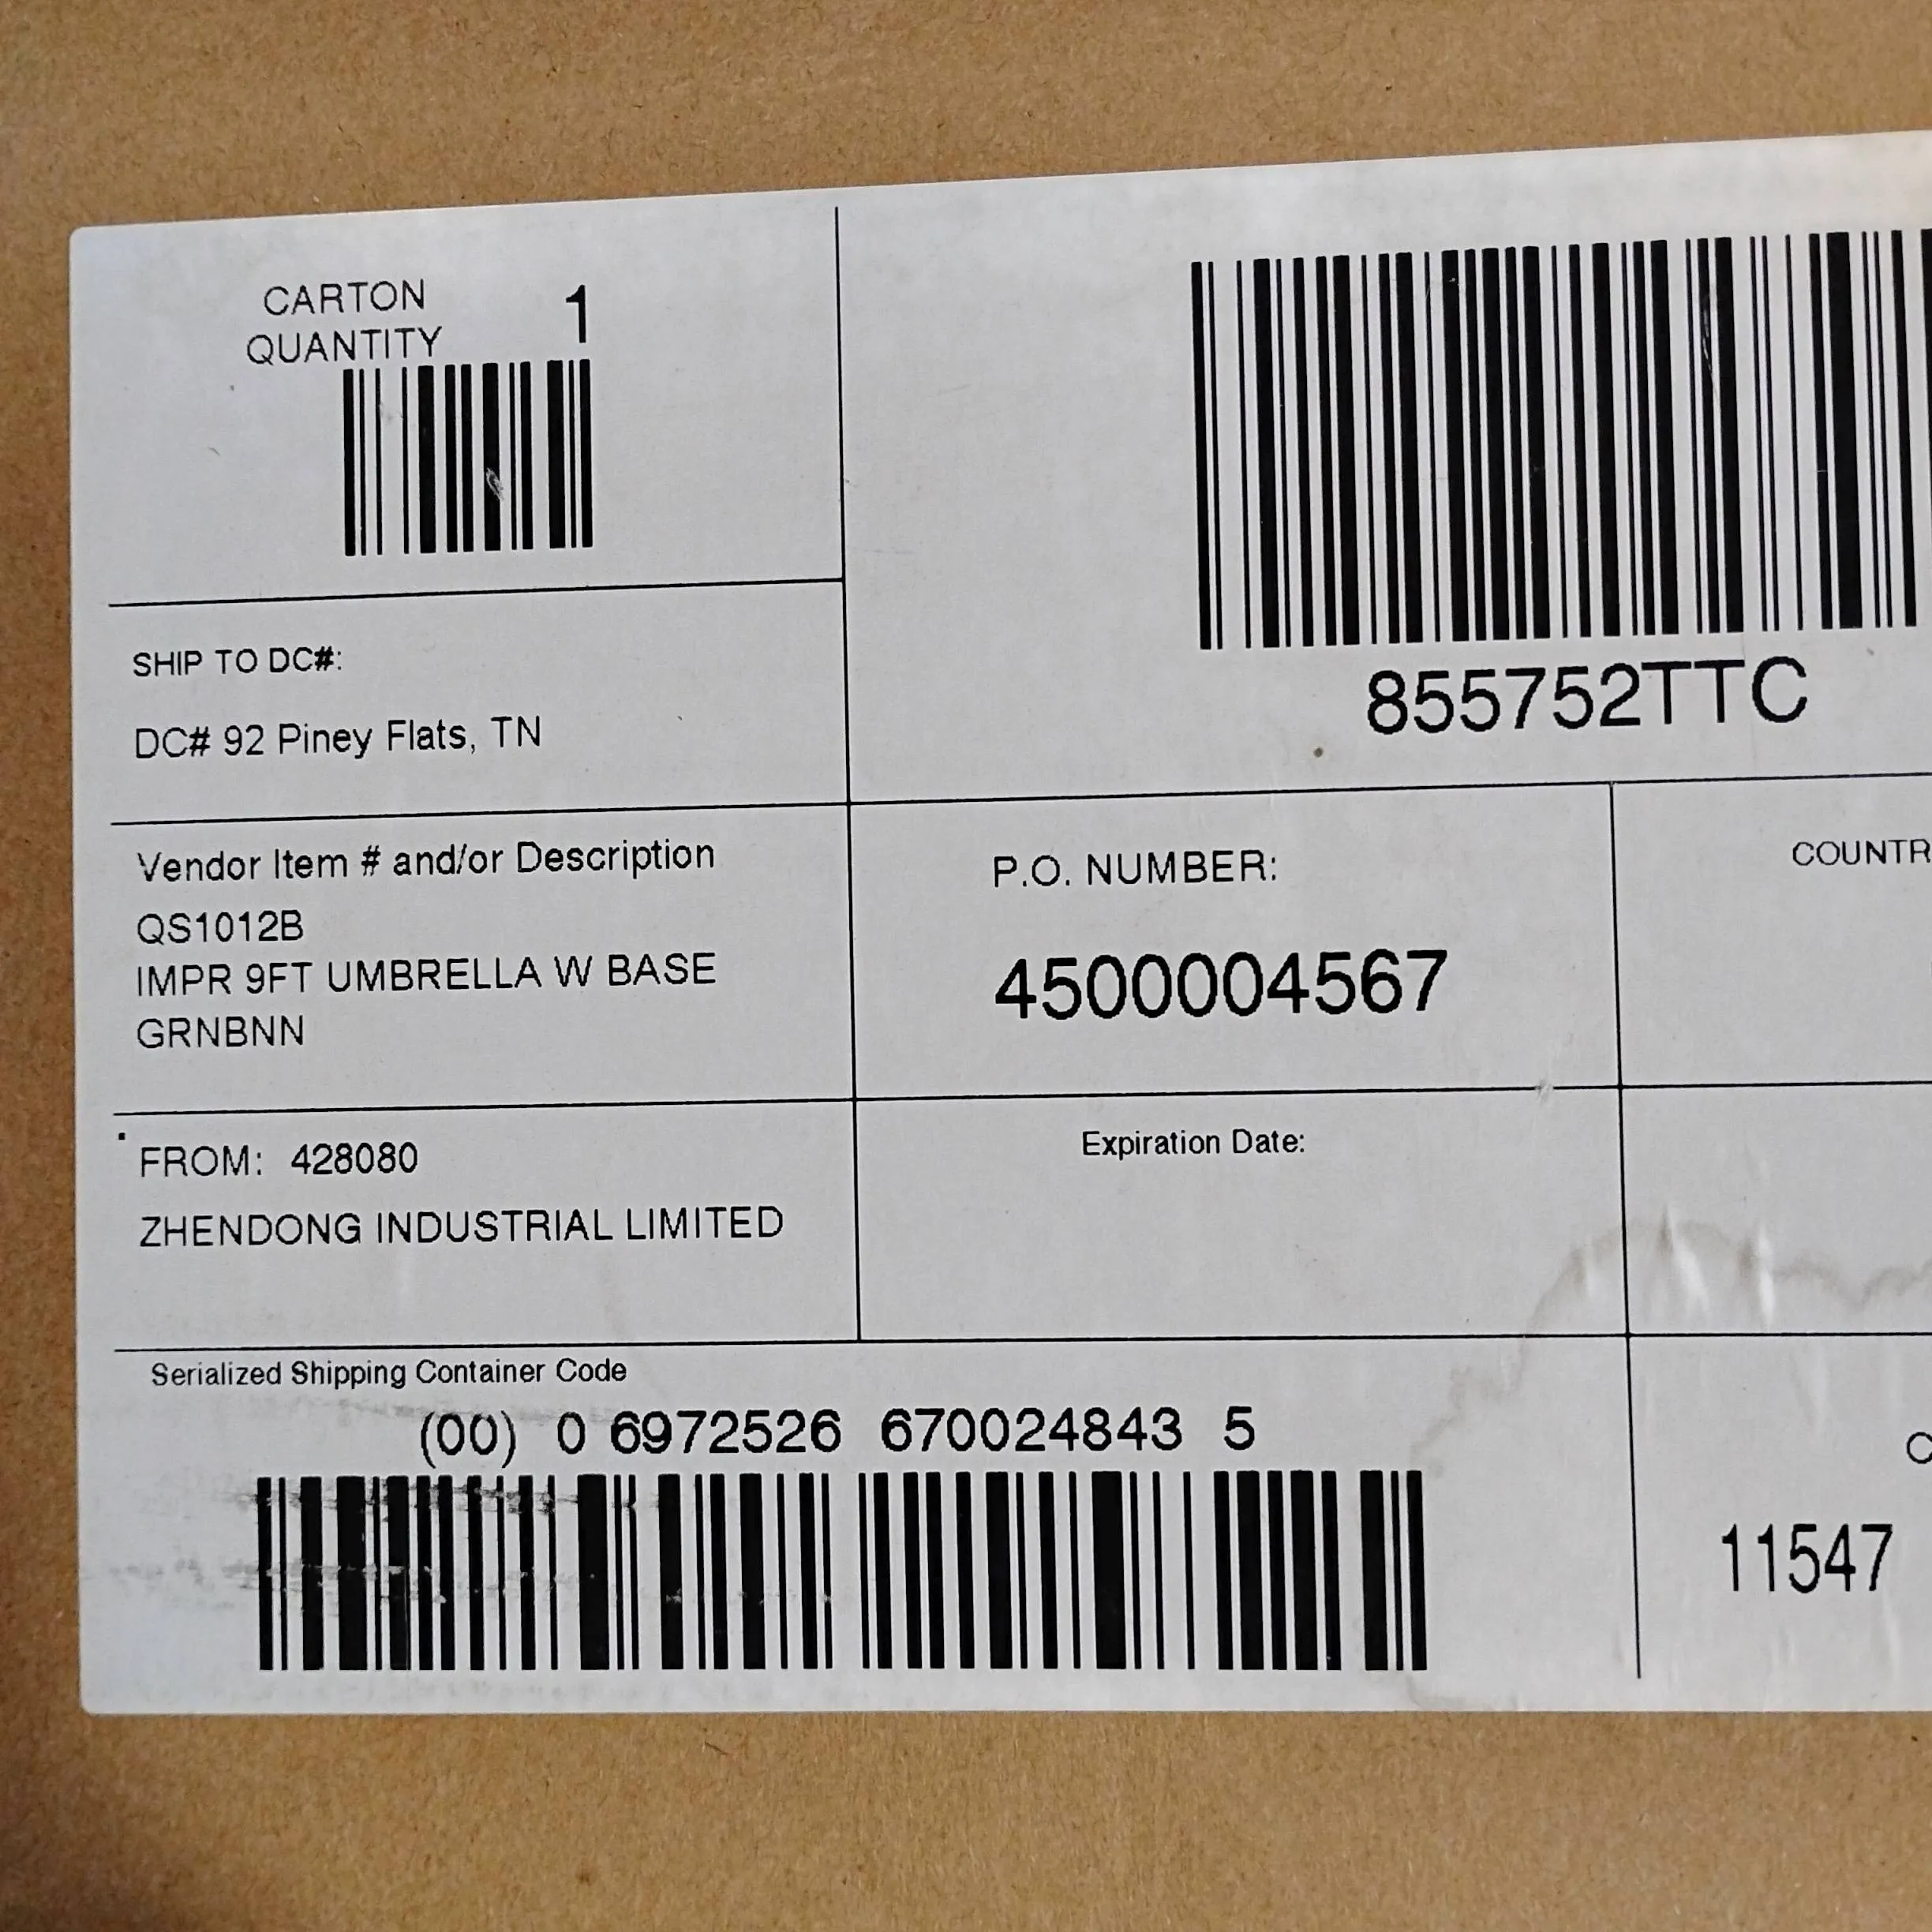 CARTON
QUANTITY
1
855752TTC
SHIP TO DC#:
DC# 92 Piney Flats, TN
Vendor Item # and/or Description
QS1012B
IMPR 9FT UMBRELLA W BASE
GRNBNN
P.O. NUMBER:
4500004567
COUNTR
FROM: 428080
ZHENDONG INDUSTRIAL LIMITED
Expiration Date:
Serialized Shipping Container Code
(00) 0 6972526 670024843 5
C
11547